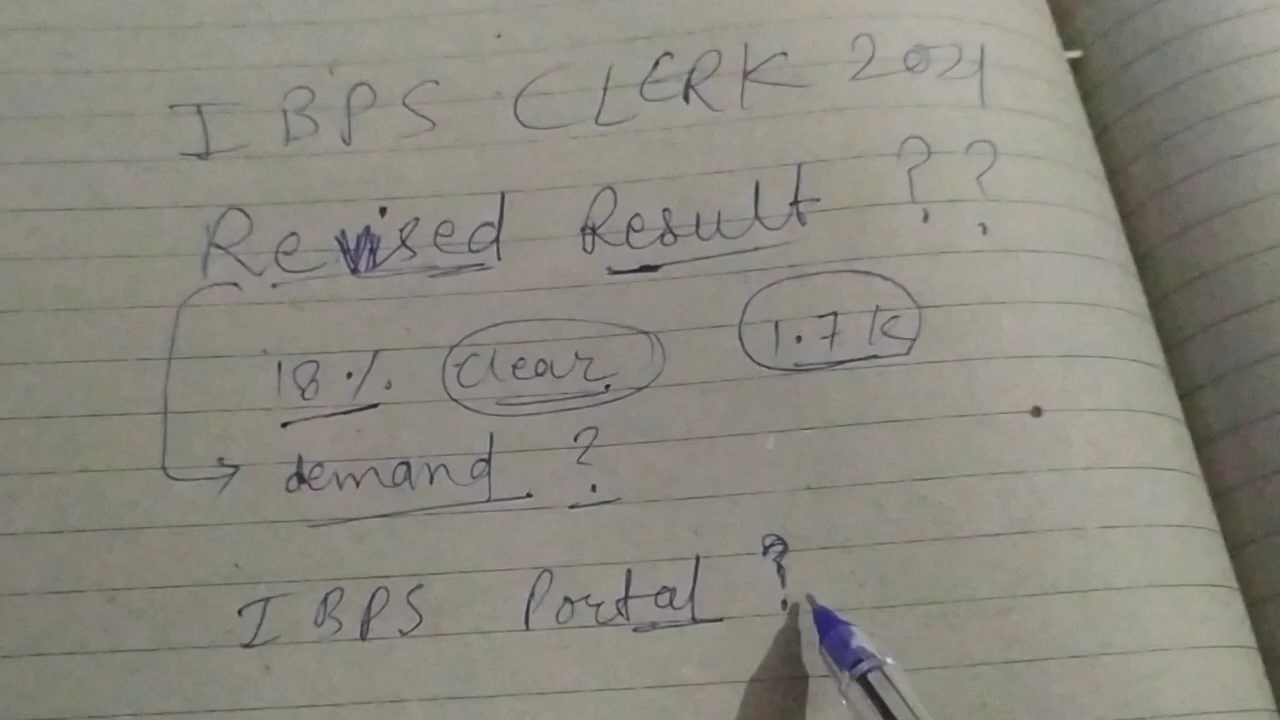 IBPS CLERK 2021
Revised Result ??
18% clear 1.7K
demand ?
IBPS Portal ?